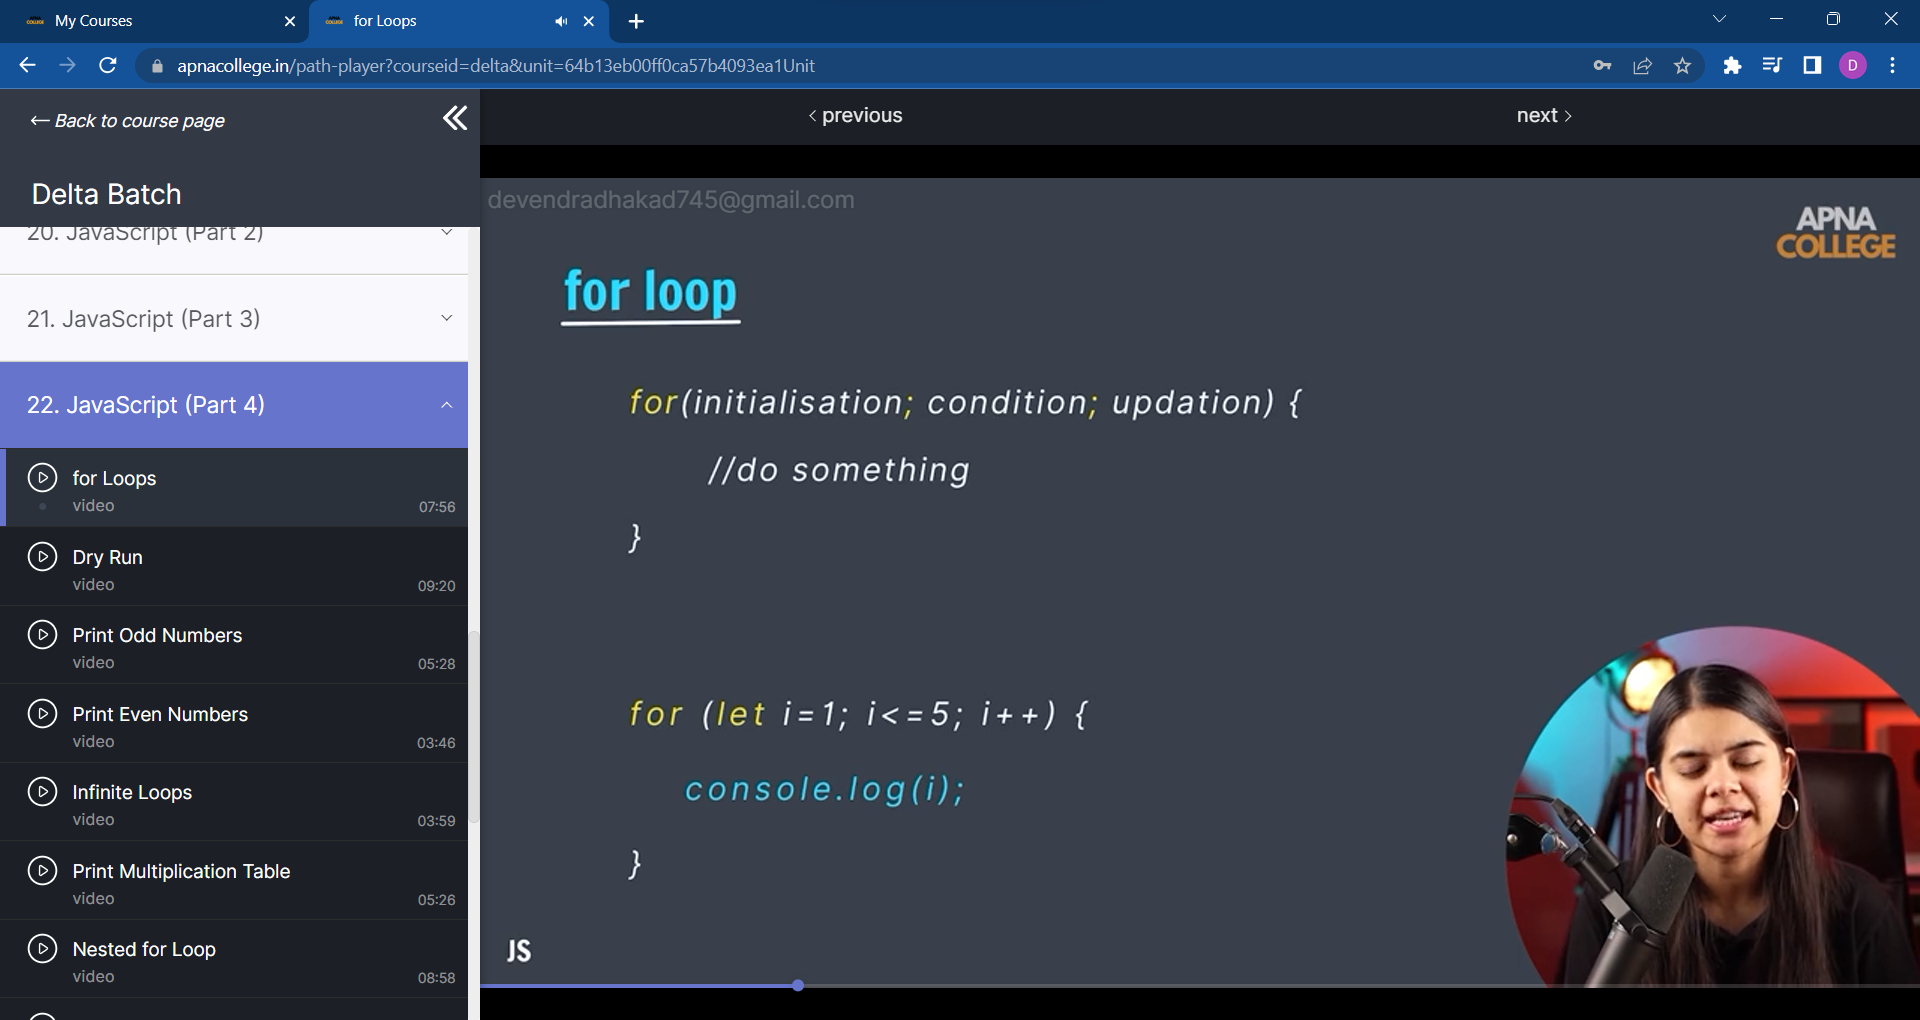 My Courses
for Loops
apnacollege.in/path-player?courseid=delta&unit=64b13eb00ff0ca57b4093ea1Unit
D
← Back to course page
Delta Batch
20. JavaScript (Part 2)
21. JavaScript (Part 3)
22. JavaScript (Part 4)
for Loops
video
07:56
Dry Run
video
09:20
Print Odd Numbers
video
05:28
Print Even Numbers
video
03:46
Infinite Loops
video
03:59
Print Multiplication Table
video
05:26
Nested for Loop
video
08:58
< previous
next >
devendradhakad745@gmail.com
APNA
COLLEGE
for loop
for(initialisation; condition; updation) {
//do something
}
for (let i=1; i<=5; i++) {
console.log(i);
}
JS